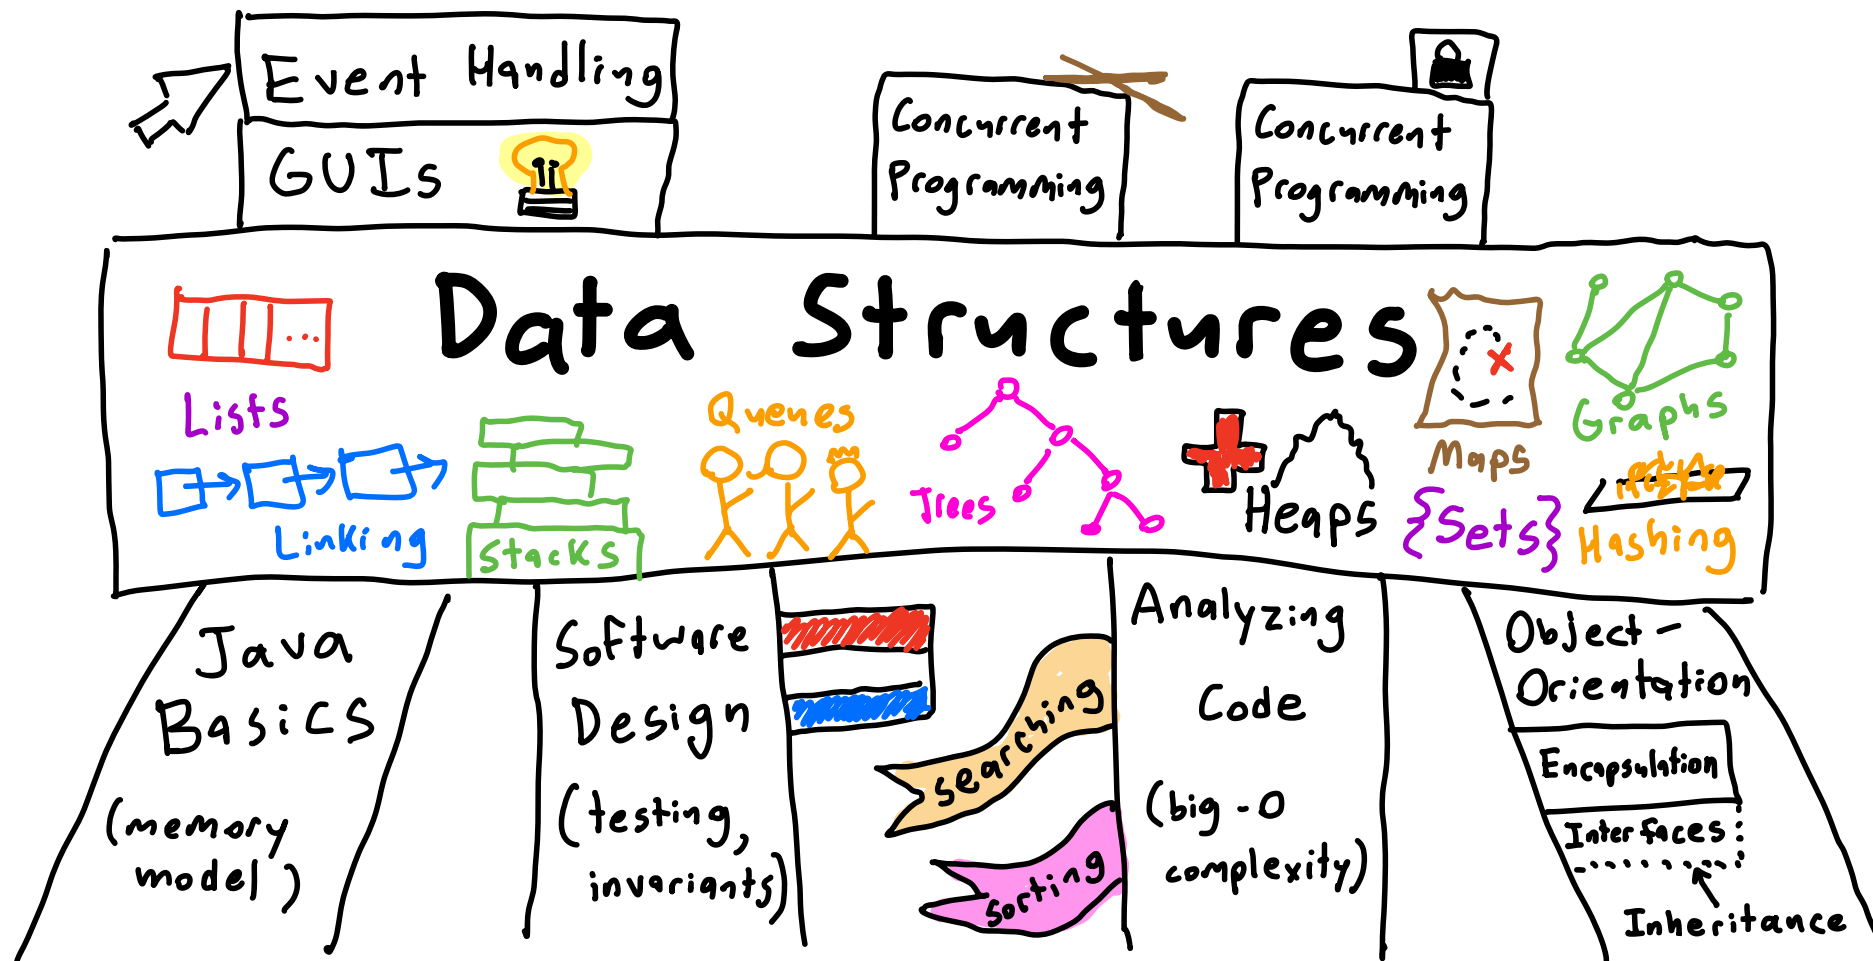 Event Handling
GUIs
Concurrent
Programming
Concurrent
Programming
Data Structures
Lists
Linking
Stacks
Queues
Trees
Heaps
Maps
{Sets}
Graphs
Hashing
Java
Basics
(memory
model)
Software
Design
(testing,
invariants)
searching
sorting
Analyzing
Code
(big-O
complexity)
Object-
Orientation
Encapsulation
Interfaces
Inheritance